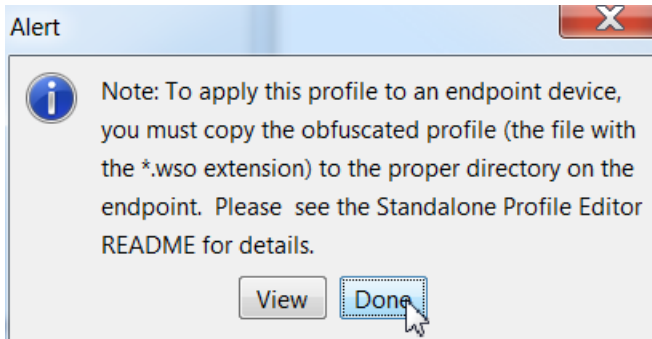 Alert
Note: To apply this profile to an endpoint device,
you must copy the obfuscated profile (the file with
the *.wso extension) to the proper directory on the
endpoint.  Please  see the Standalone Profile Editor
README for details.
View Done